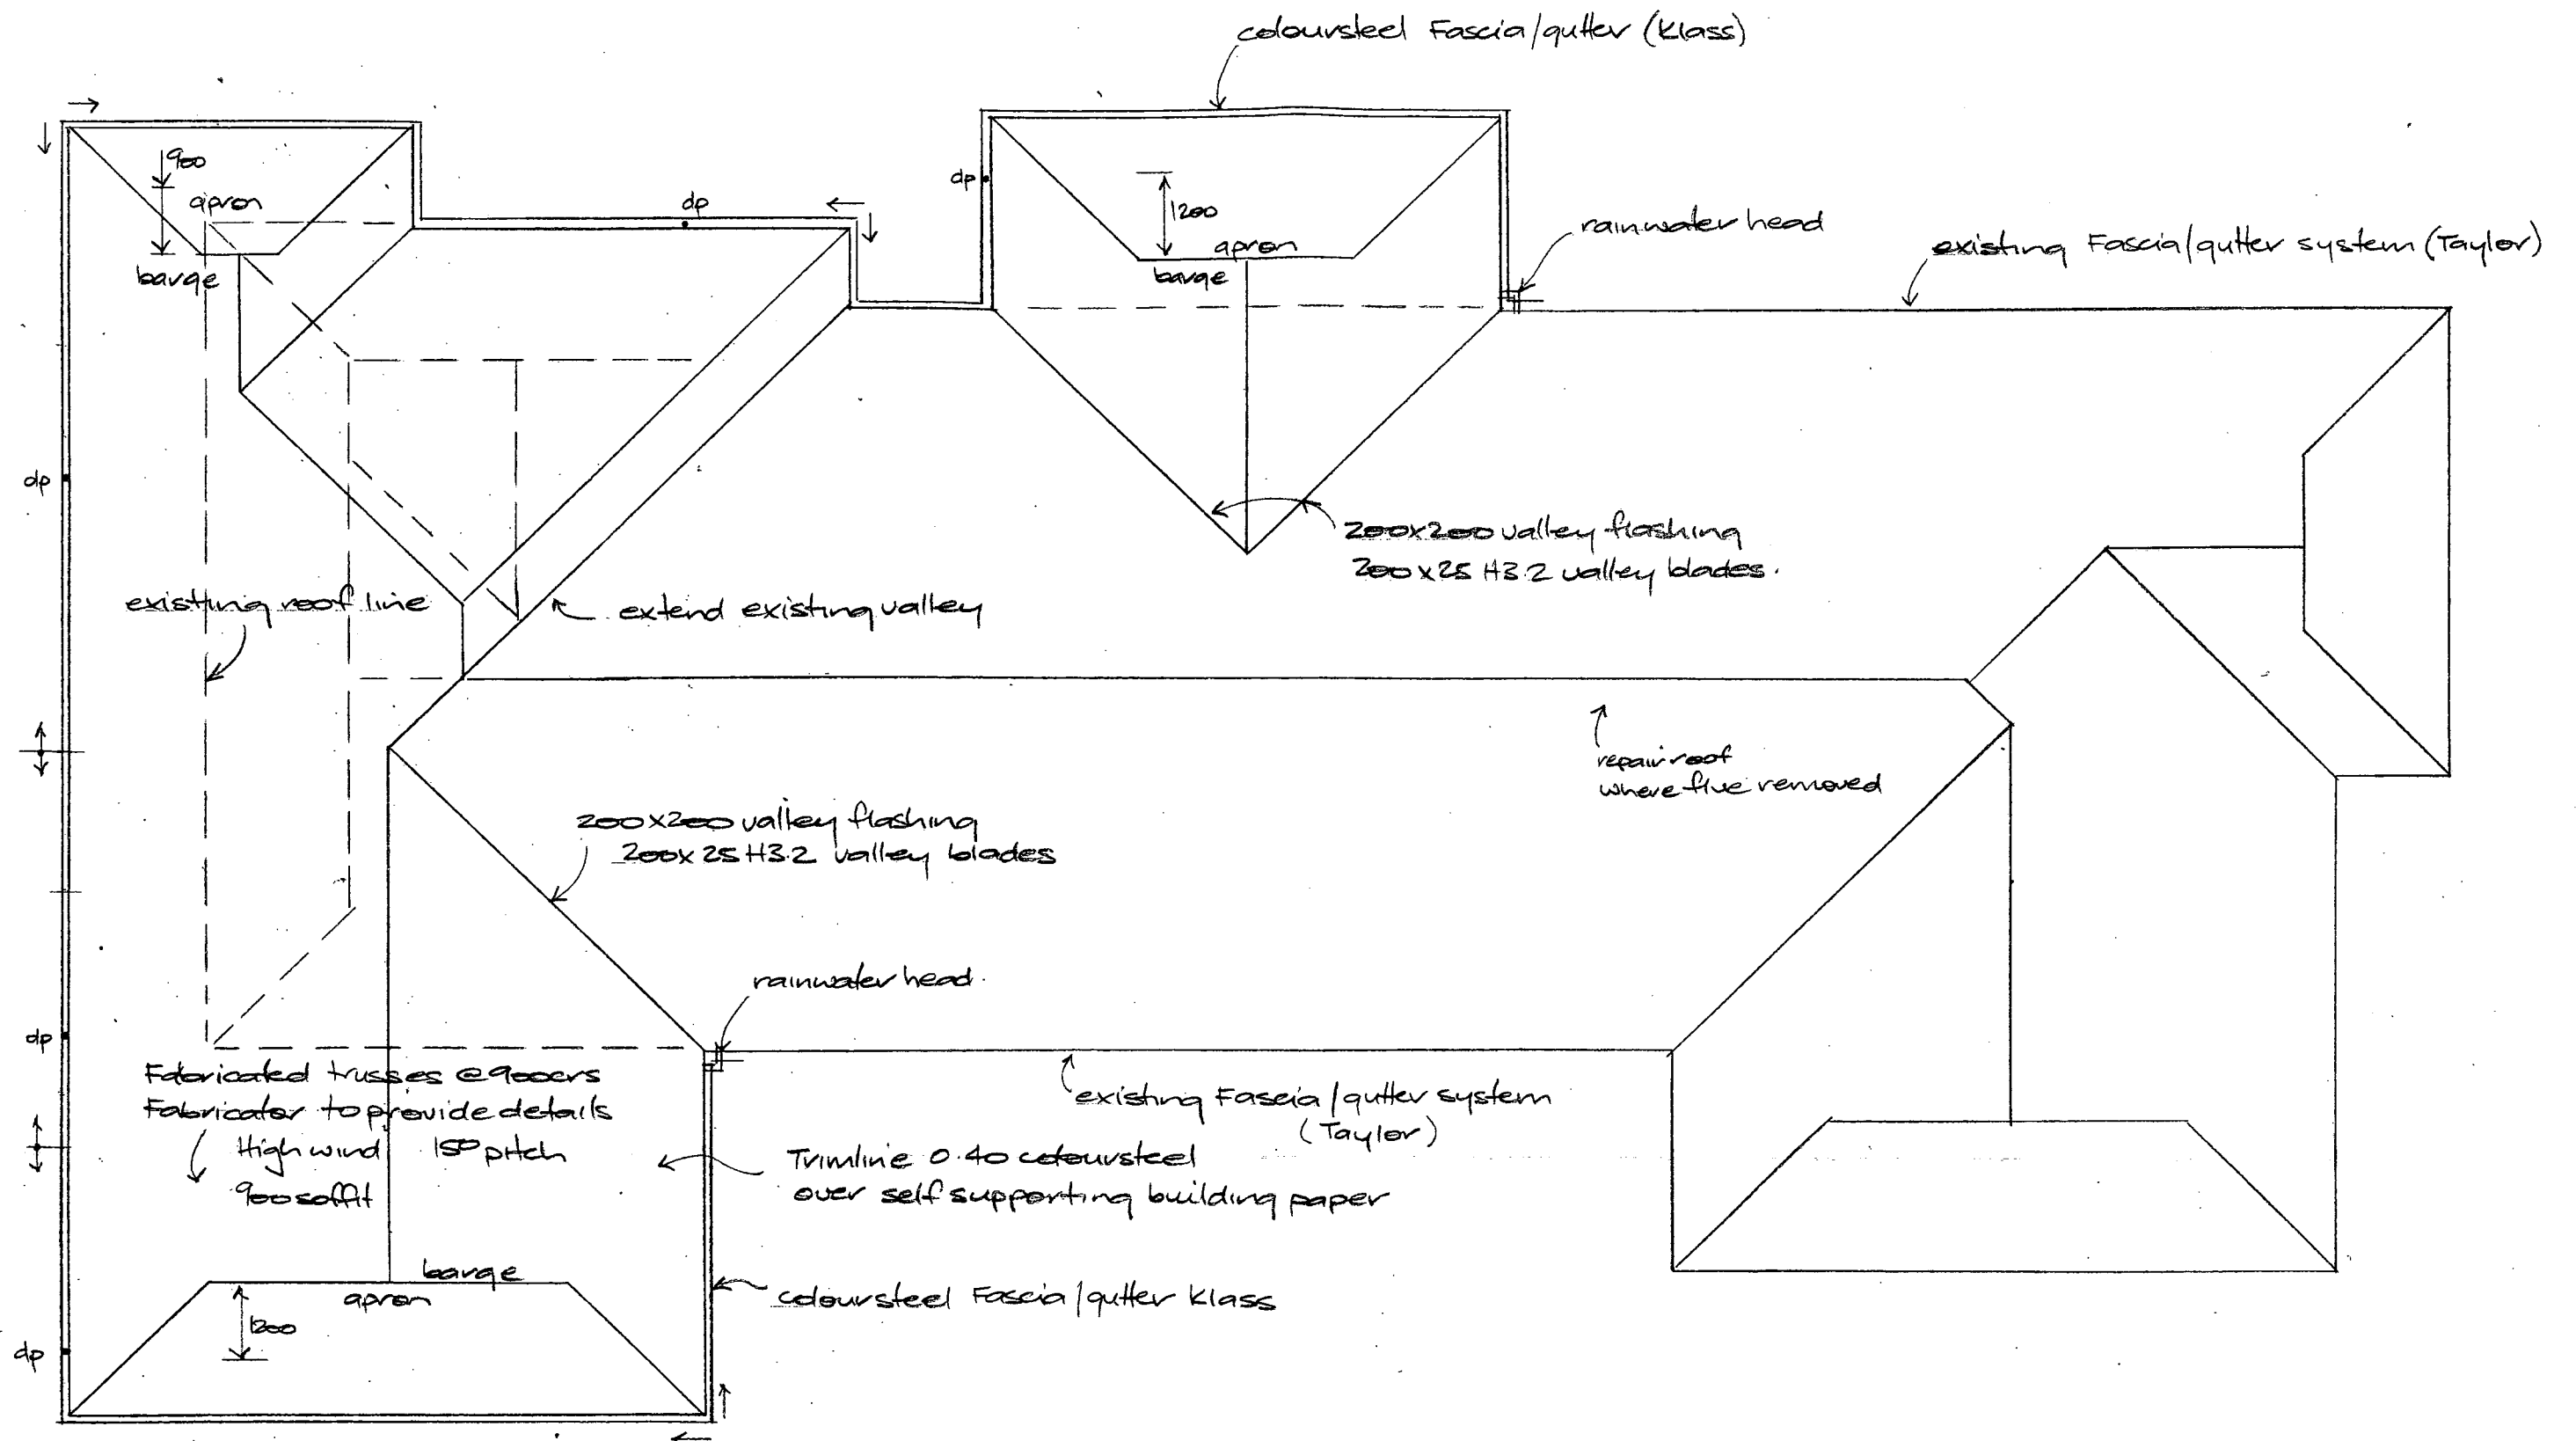 coloursteel Fascia/gutter (Klass)
900
apron
barge
dp
dp
1200
apron
barge
rainwater head
existing Fascia/gutter system (Taylor)
dp
200x200 valley flashing
200x25 H3.2 valley blades.
existing roof line
extend existing valley
repair roof
where flue removed
200x200 valley flashing
200x25 H3.2 valley blades
rainwater head.
dp
Fabricated trusses @ 900crs
Fabricator to provide details
High wind 15° pitch
900 soffit
existing Fascia/gutter system
(Taylor)
Trimline 0.40 coloursteel
over self supporting building paper
barge
apron
1200
coloursteel Fascia/gutter Klass
dp